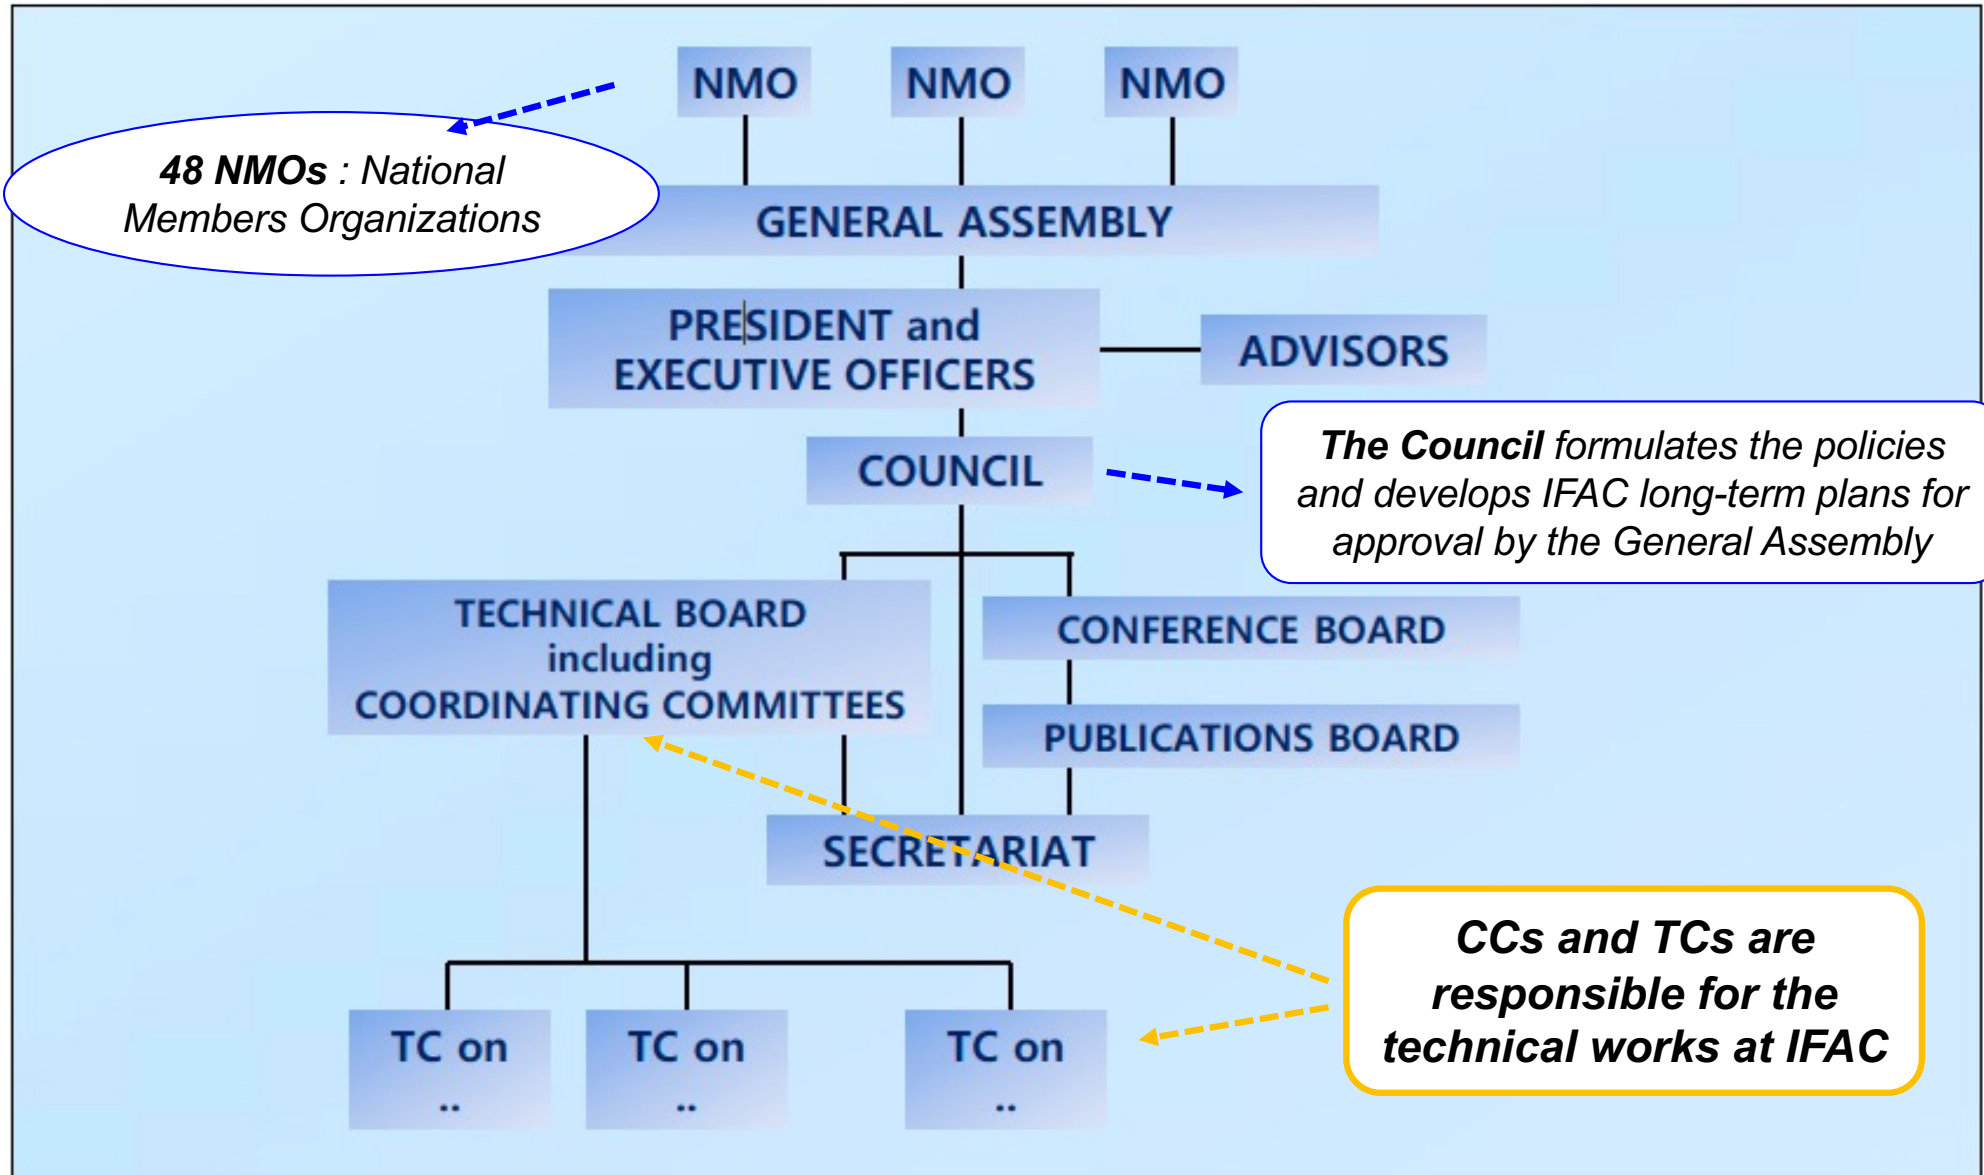 NMO
NMO
NMO
48 NMOs : National
Members Organizations
GENERAL ASSEMBLY
PRESIDENT and
EXECUTIVE OFFICERS
ADVISORS
COUNCIL
The Council formulates the policies
and develops IFAC long-term plans for
approval by the General Assembly
TECHNICAL BOARD
including
COORDINATING COMMITTEES
CONFERENCE BOARD
PUBLICATIONS BOARD
SECRETARIAT
CCs and TCs are
responsible for the
technical works at IFAC
TC on
..
TC on
..
TC on
..